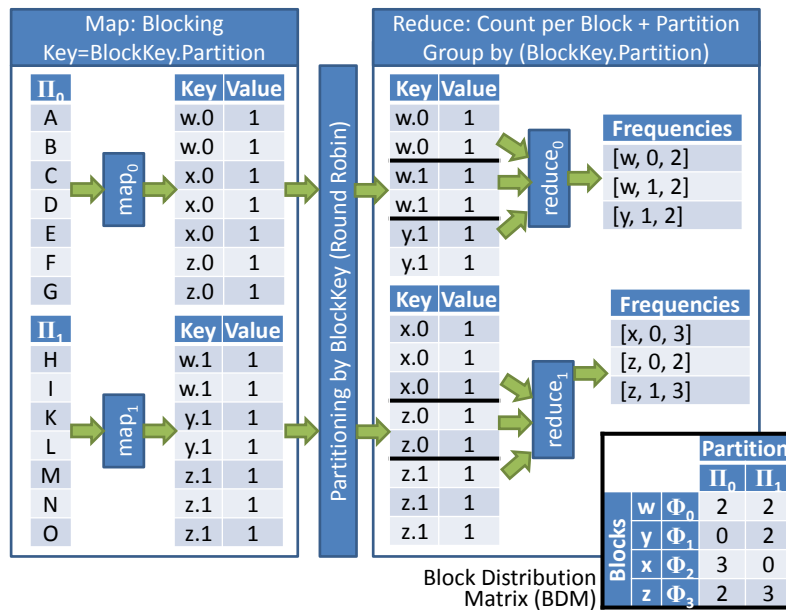 Map: Blocking
Key=BlockKey.Partition
Π0
A
B
C
D
E
F
G
map0
Key Value
w.0 1
w.0 1
x.0 1
x.0 1
x.0 1
z.0 1
z.0 1
Π1
H
I
K
L
M
N
O
map1
Key Value
w.1 1
w.1 1
y.1 1
y.1 1
z.1 1
z.1 1
z.1 1
Partitioning by BlockKey (Round Robin)
Reduce: Count per Block + Partition
Group by (BlockKey.Partition)
Key Value
w.0 1
w.0 1
w.1 1
w.1 1
y.1 1
y.1 1
reduce0
Frequencies
[w, 0, 2]
[w, 1, 2]
[y, 1, 2]
Key Value
x.0 1
x.0 1
x.0 1
z.0 1
z.0 1
z.1 1
z.1 1
z.1 1
reduce1
Frequencies
[x, 0, 3]
[z, 0, 2]
[z, 1, 3]
Block Distribution
Matrix (BDM)
Partition
Π0 Π1
Blocks
w Φ0 2 2
y Φ1 0 2
x Φ2 3 0
z Φ3 2 3